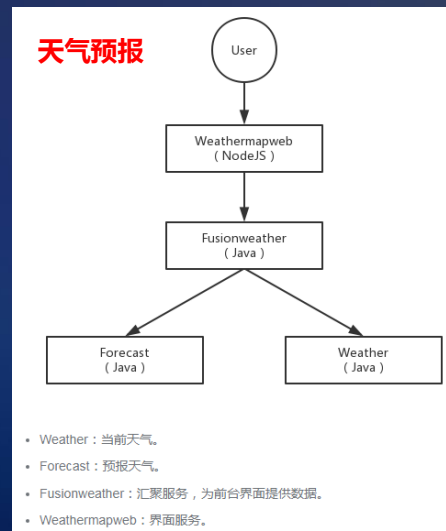 天气预报
User
Weathermapweb
（NodeJS）
Fusionweather
（Java）
Forecast
（Java）
Weather
（Java）
• Weather：当前天气。
• Forecast：预报天气。
• Fusionweather：汇聚服务，为前台界面提供数据。
• Weathermapweb：界面服务。